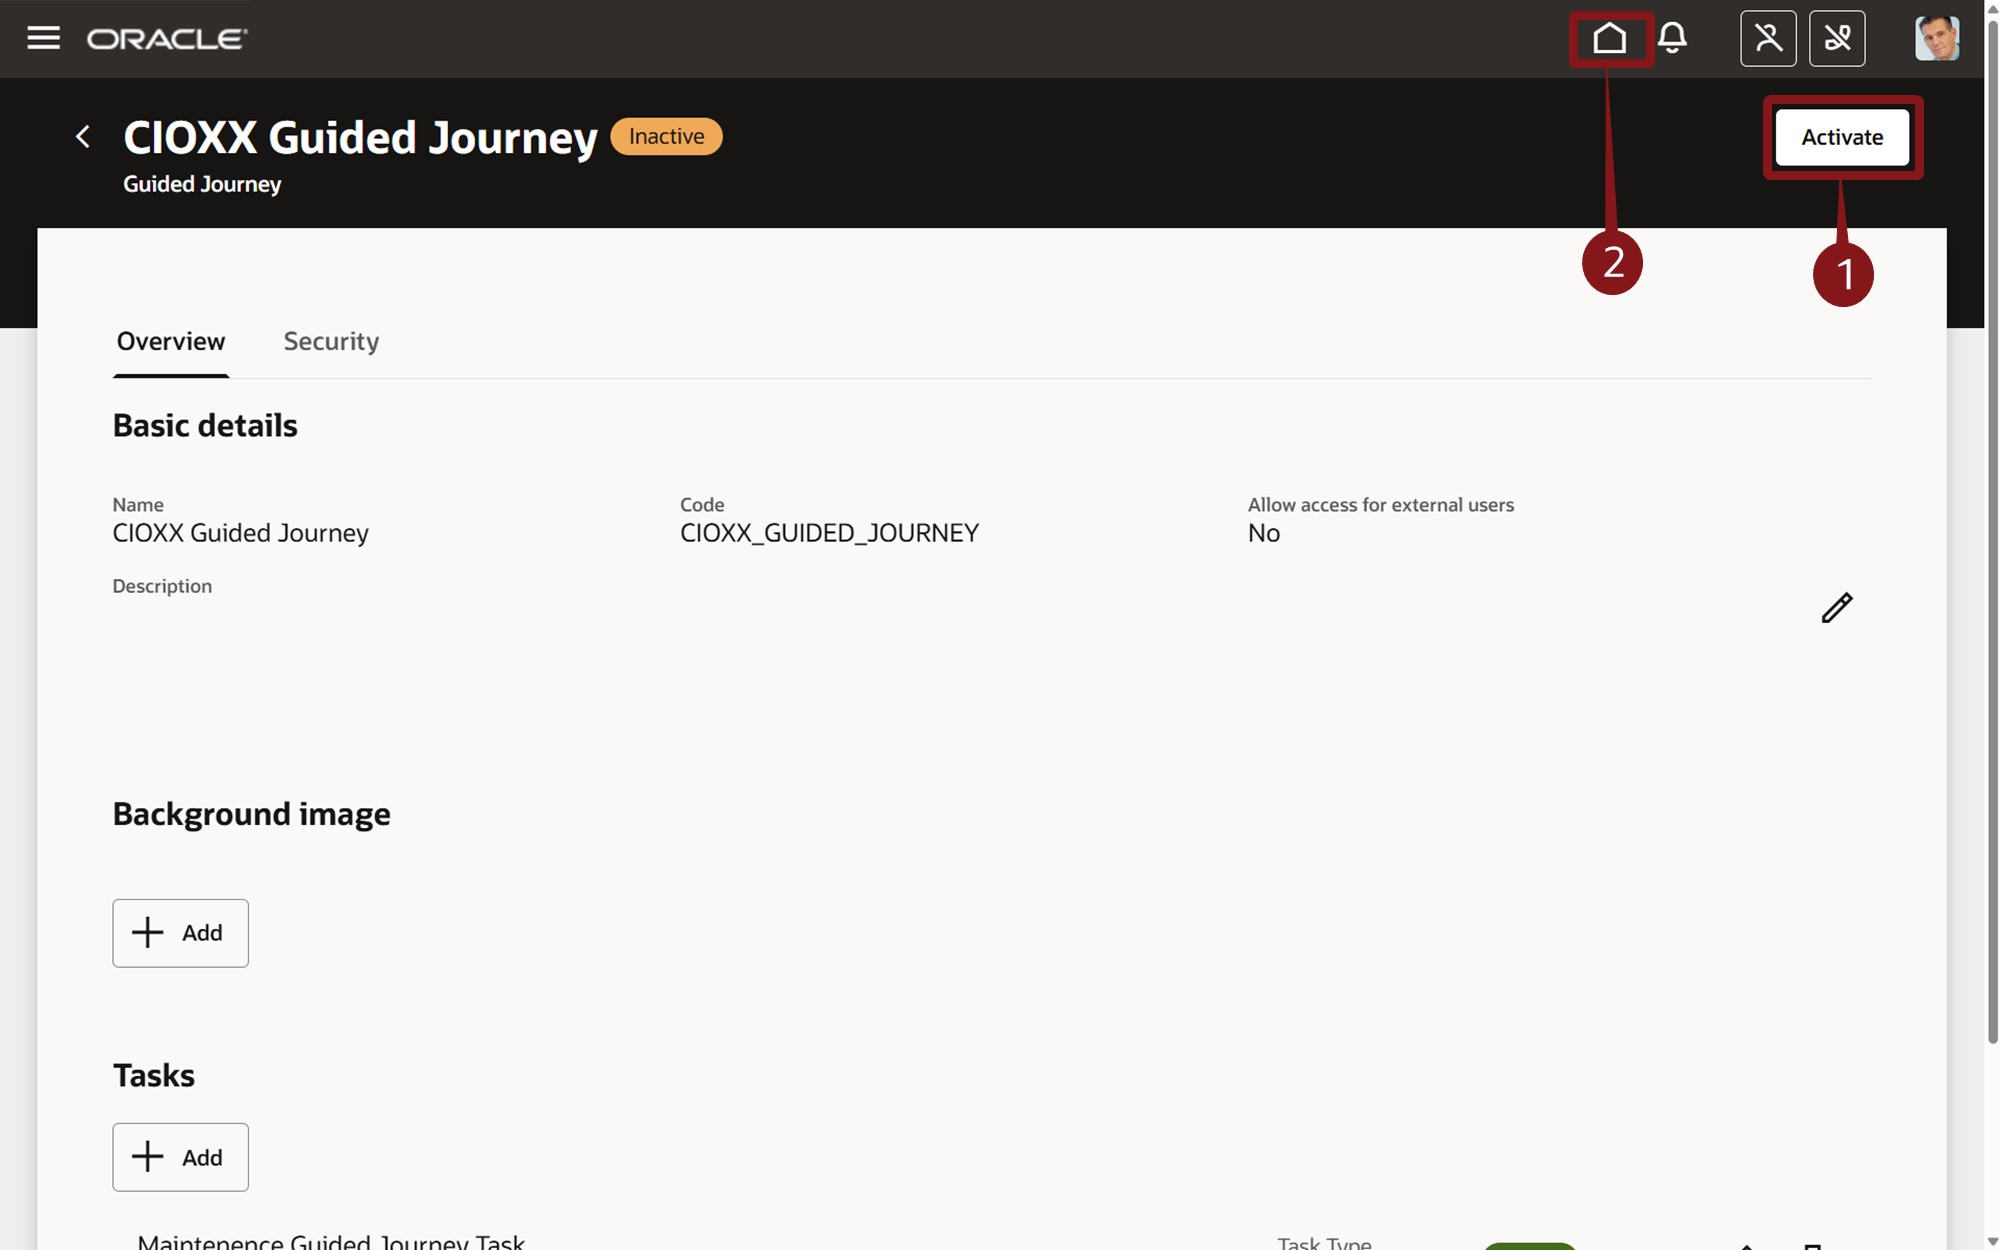 ORACLE
CIOXX Guided Journey Inactive
Activate
Guided Journey
2
1
Overview Security
Basic details
Name Code Allow access for external users
CIOXX Guided Journey CIOXX_GUIDED_JOURNEY No
Description
Background image
Add
Tasks
Add
Maintenence Guided Journey Task Task Type